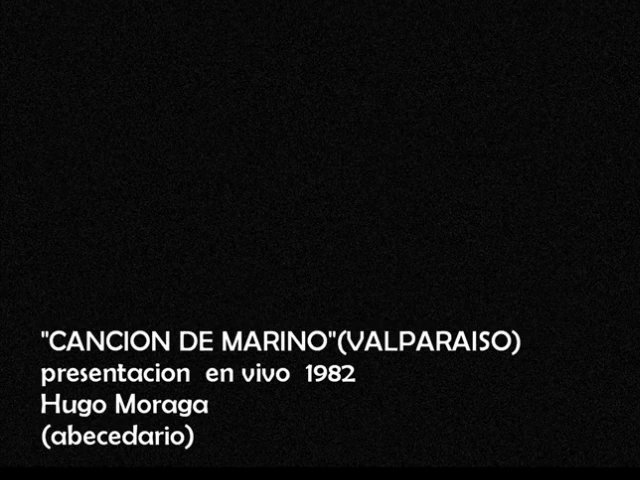 "CANCION DE MARINO"(VALPARAISO)
presentacion  en vivo  1982
Hugo Moraga
(abecedario)